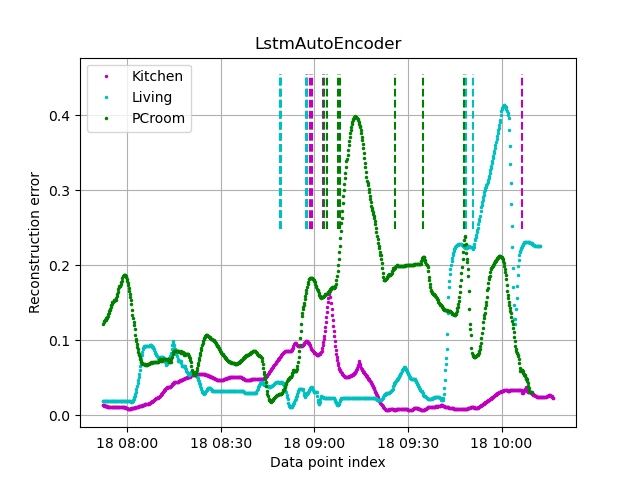 LstmAutoEncoder
Kitchen
Living
PCroom
Reconstruction error
0.4
0.3
0.2
0.1
0.0
18 08:00 18 08:30 18 09:00 18 09:30 18 10:00
Data point index